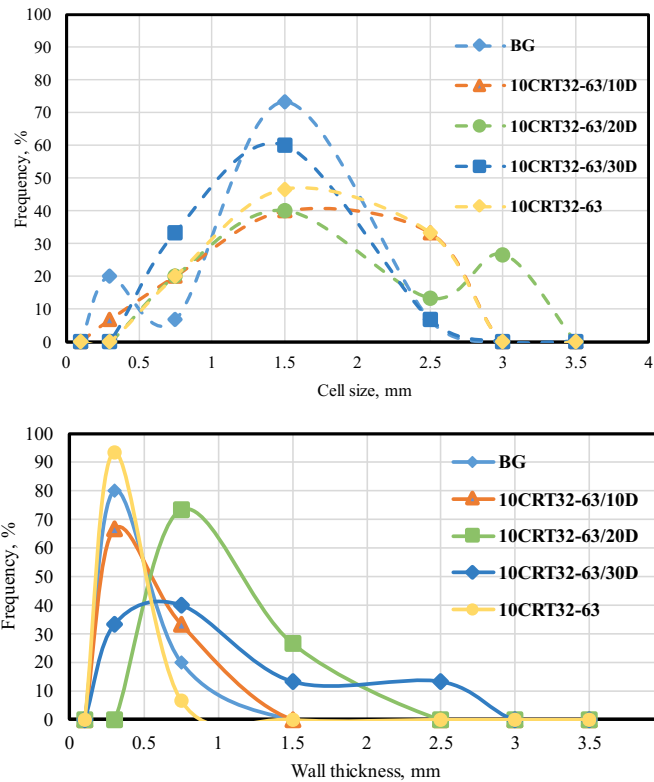 100
90
80
70
60
50
40
30
20
10
0
Frequency, %
BG
10CRT32-63/10D
10CRT32-63/20D
10CRT32-63/30D
10CRT32-63
0 0.5 1 1.5 2 2.5 3 3.5 4
Cell size, mm
100
90
80
70
60
50
40
30
20
10
0
Frequency, %
BG
10CRT32-63/10D
10CRT32-63/20D
10CRT32-63/30D
10CRT32-63
0 0.5 1 1.5 2 2.5 3 3.5 4
Wall thickness, mm